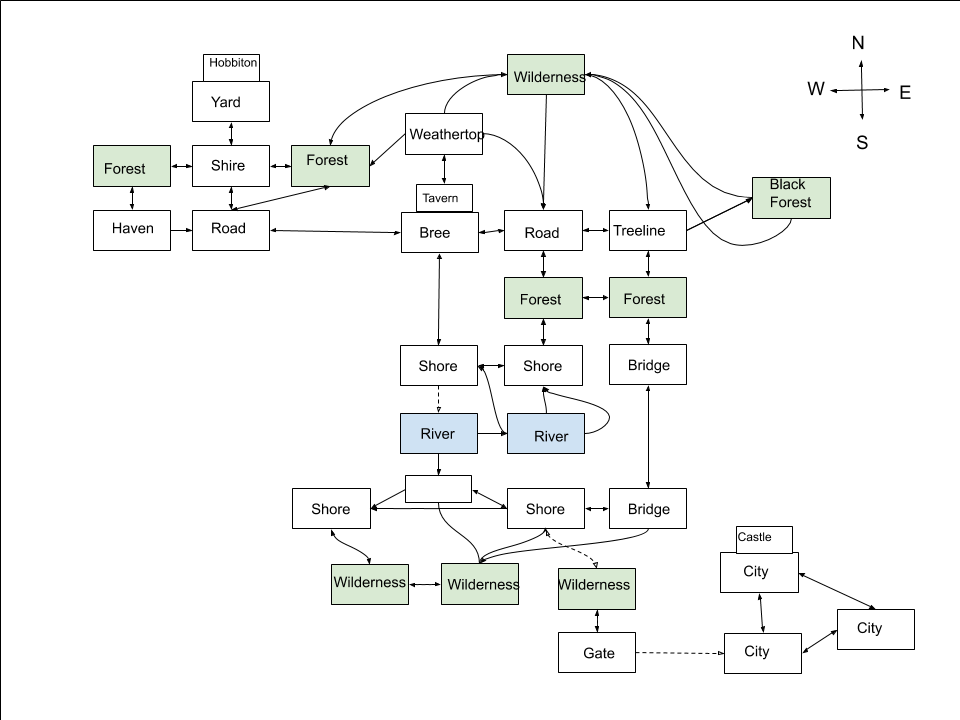 N
W
E
S
Hobbiton
Yard
Wilderness
Weathertop
Forest
Shire
Forest
Black
Forest
Tavern
Haven
Road
Bree
Road
Treeline
Forest
Forest
Shore
Shore
Bridge
River
River
Shore
Shore
Bridge
Castle
City
Wilderness
Wilderness
Wilderness
City
Gate
City